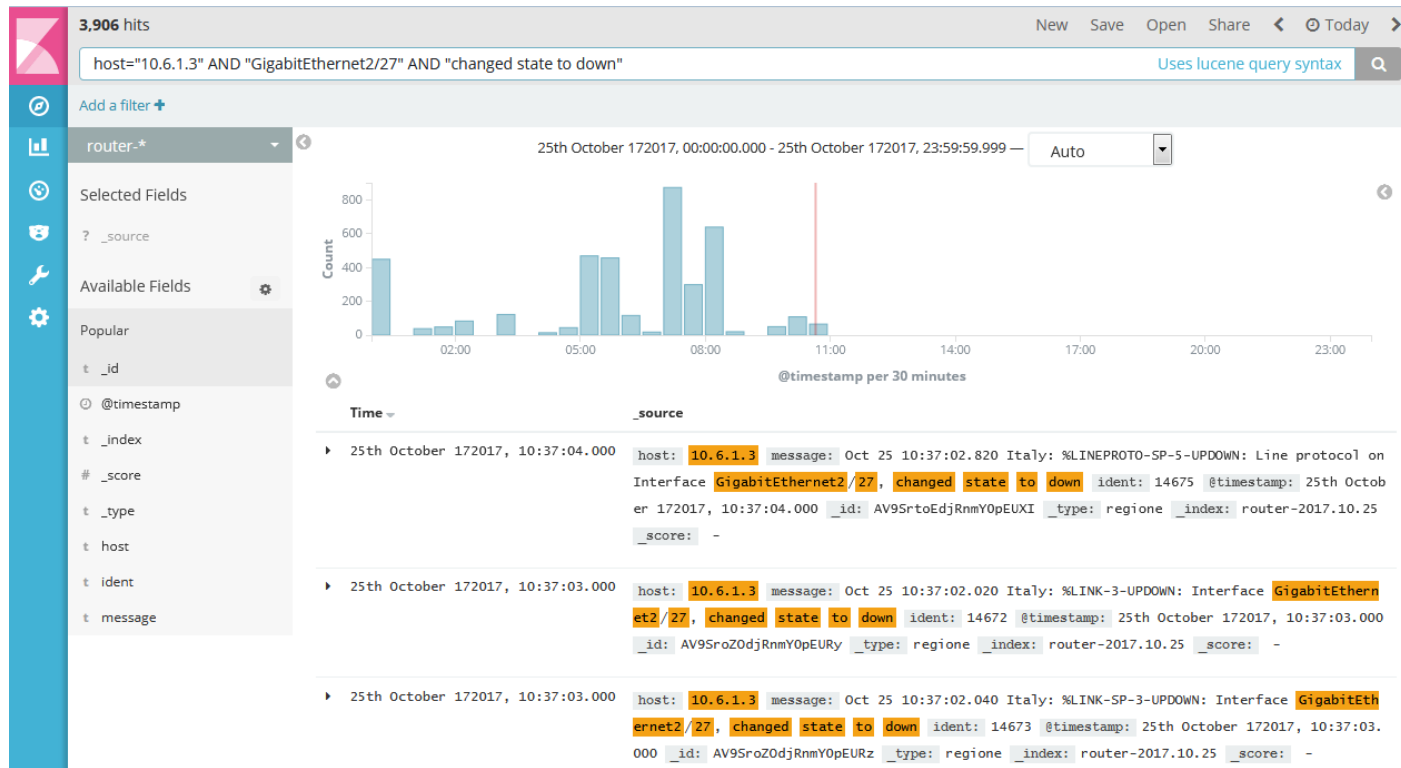 3,906 hits
New Save Open Share Today
host="10.6.1.3" AND "GigabitEthernet2/27" AND "changed state to down"
Uses lucene query syntax
Add a filter +
router-*
Selected Fields
? _source
Available Fields
Popular
t _id
@timestamp
t _index
# _score
t _type
t host
t ident
t message
25th October 172017, 00:00:00.000 - 25th October 172017, 23:59:59.999 — Auto
Count
800
600
400
200
0
02:00 05:00 08:00 11:00 14:00 17:00 20:00 23:00
@timestamp per 30 minutes
Time _source
25th October 172017, 10:37:04.000
host: 10.6.1.3 message: Oct 25 10:37:02.820 Italy: %LINEPROTO-SP-5-UPDOWN: Line protocol on
Interface GigabitEthernet2/27, changed state to down ident: 14675 @timestamp: 25th Octob
er 172017, 10:37:04.000 _id: AV9SrtoEdjRnmY0pEUXI _type: regione _index: router-2017.10.25
_score: -
25th October 172017, 10:37:03.000
host: 10.6.1.3 message: Oct 25 10:37:02.020 Italy: %LINK-3-UPDOWN: Interface GigabitEthern
et2/27, changed state to down ident: 14672 @timestamp: 25th October 172017, 10:37:03.000
_id: AV9SroZOdjRnmY0pEURy _type: regione _index: router-2017.10.25 _score: -
25th October 172017, 10:37:03.000
host: 10.6.1.3 message: Oct 25 10:37:02.040 Italy: %LINK-SP-3-UPDOWN: Interface GigabitEth
ernet2/27, changed state to down ident: 14673 @timestamp: 25th October 172017, 10:37:03.
000 _id: AV9SroZOdjRnmY0pEURz _type: regione _index: router-2017.10.25 _score: -